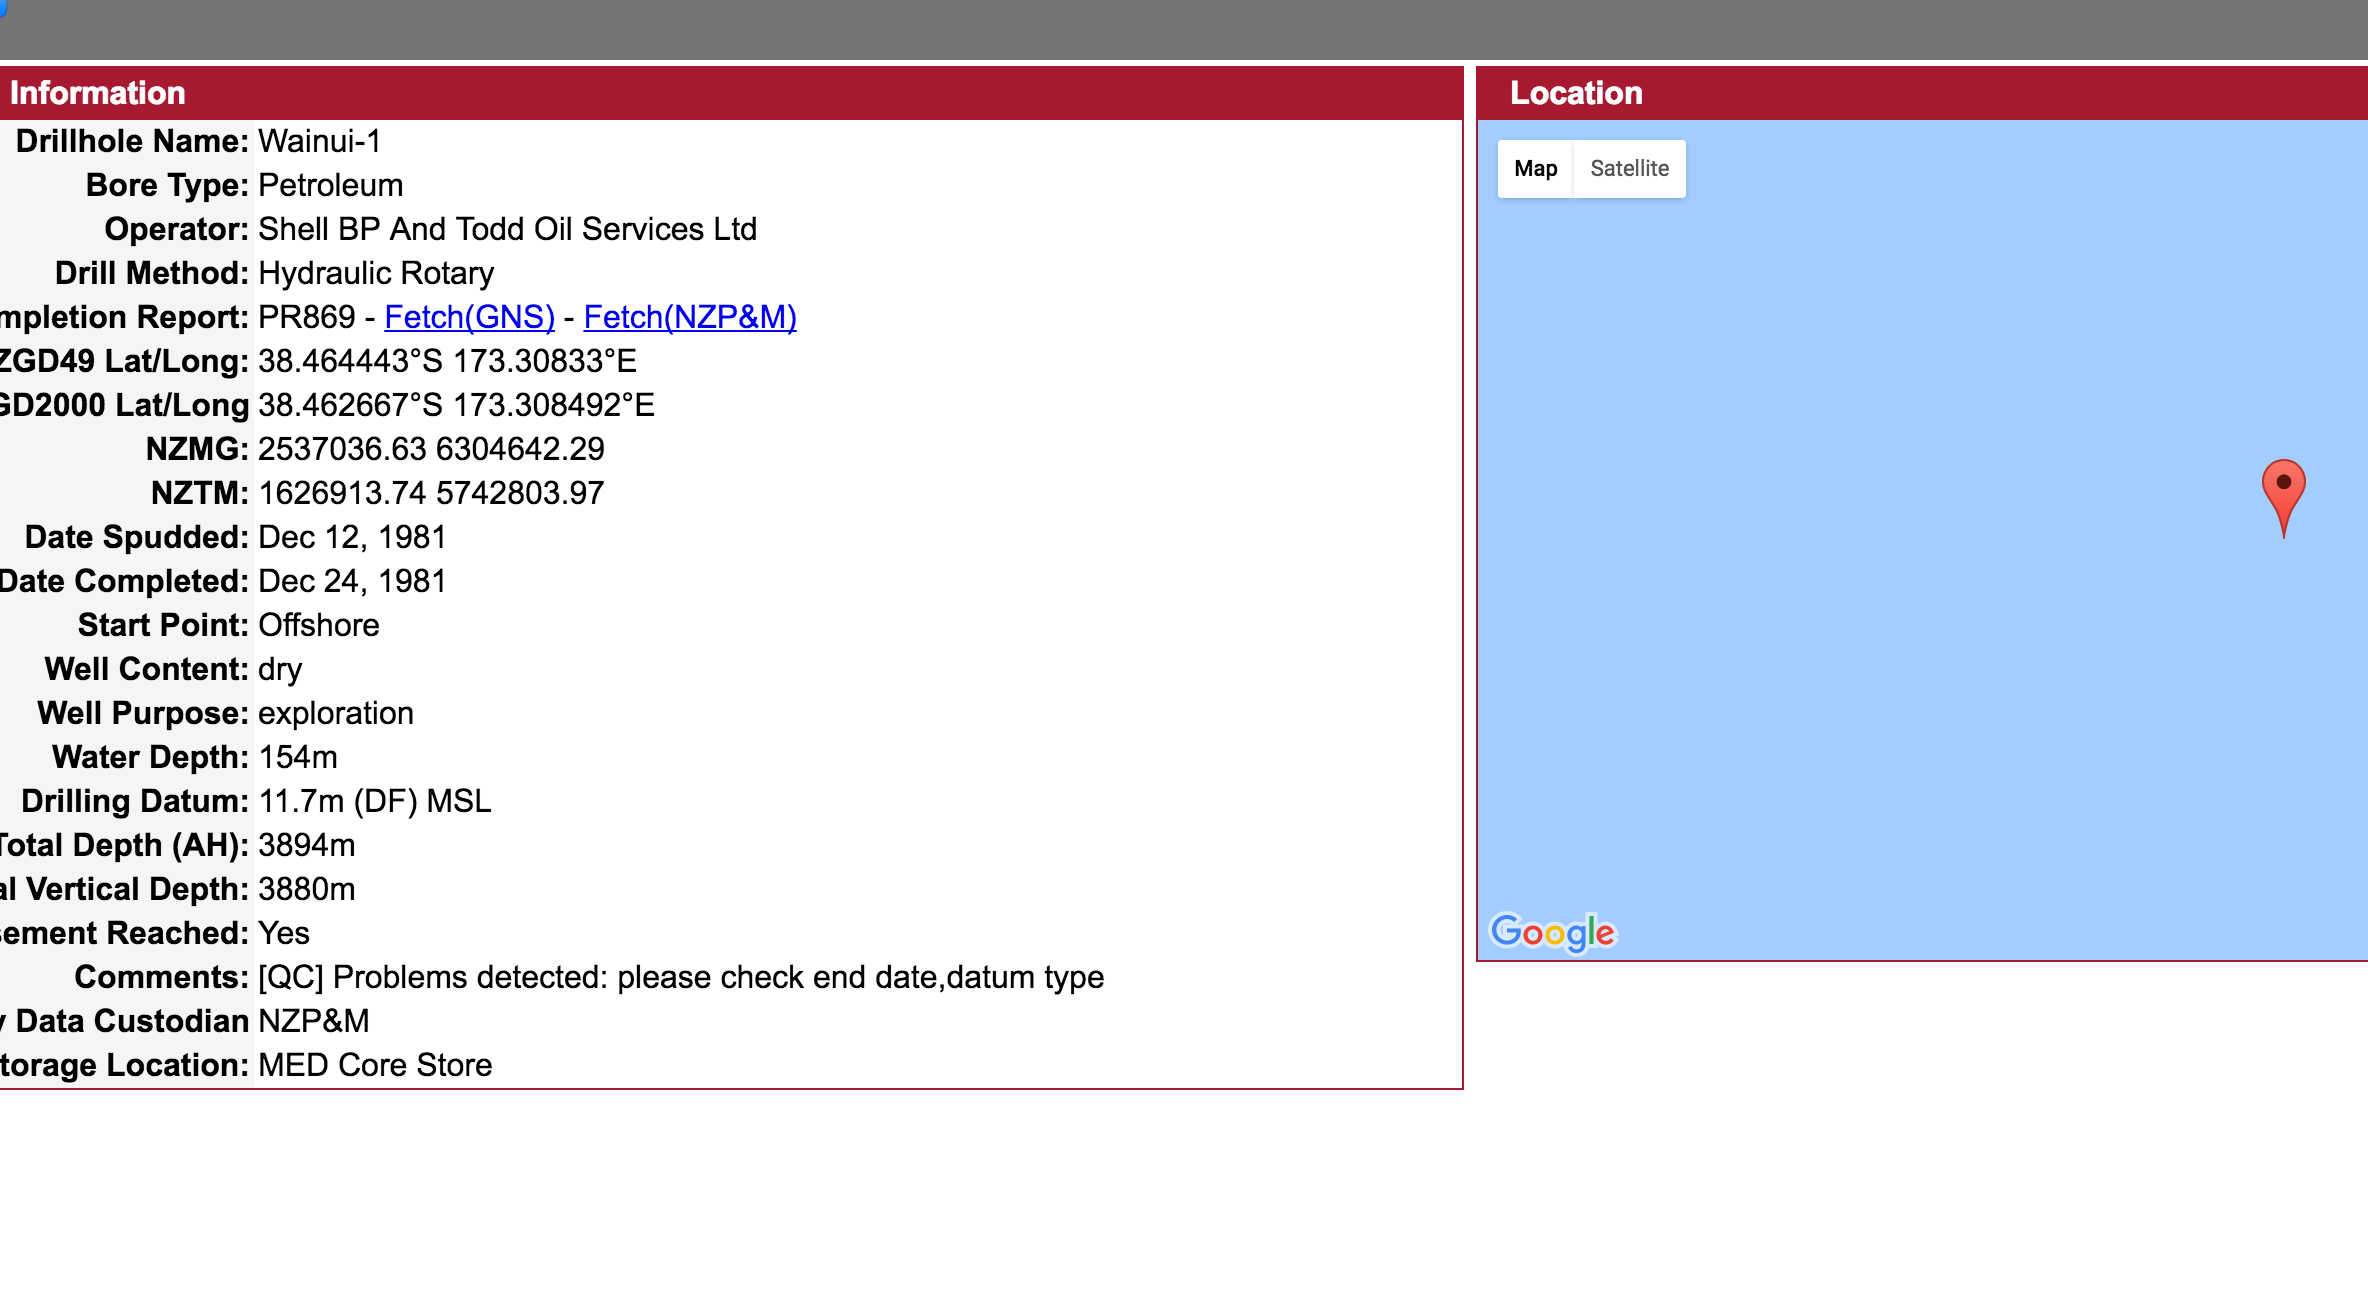 Information
Drillhole Name: Wainui-1
Bore Type: Petroleum
Operator: Shell BP And Todd Oil Services Ltd
Drill Method: Hydraulic Rotary
mpletion Report: PR869 - Fetch(GNS) - Fetch(NZP&M)
ZGD49 Lat/Long: 38.464443°S 173.30833°E
GD2000 Lat/Long 38.462667°S 173.308492°E
NZMG: 2537036.63 6304642.29
NZTM: 1626913.74 5742803.97
Date Spudded: Dec 12, 1981
Date Completed: Dec 24, 1981
Start Point: Offshore
Well Content: dry
Well Purpose: exploration
Water Depth: 154m
Drilling Datum: 11.7m (DF) MSL
Total Depth (AH): 3894m
al Vertical Depth: 3880m
sement Reached: Yes
Comments: [QC] Problems detected: please check end date,datum type
y Data Custodian NZP&M
torage Location: MED Core Store
Location
Map Satellite
Google